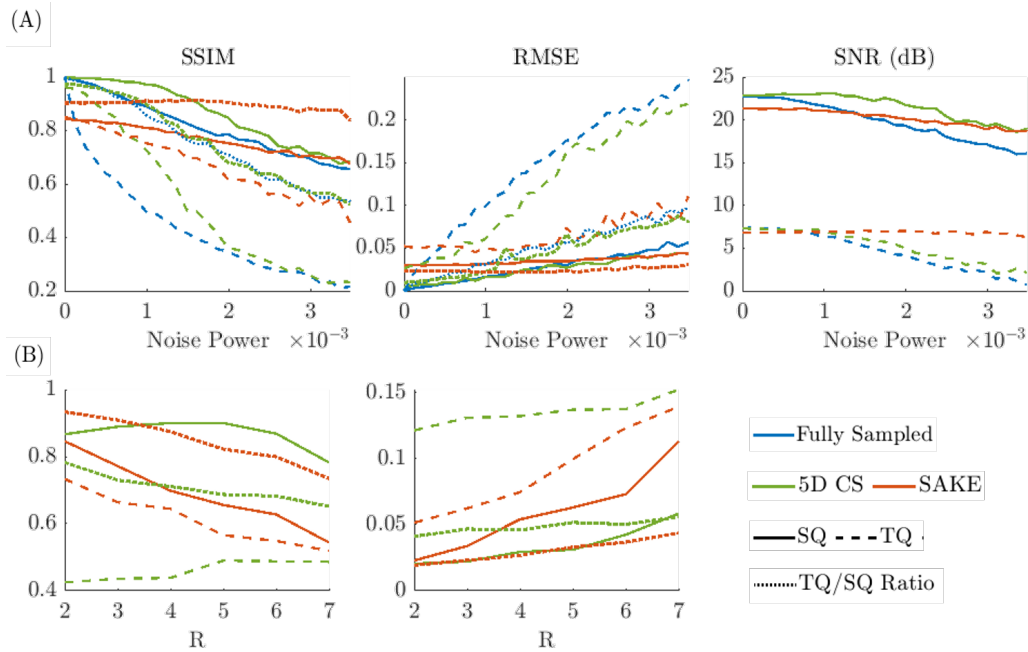 (A)
SSIM RMSE SNR (dB)
1 0.8 0.6 0.4 0.2
0 1 2 3
Noise Power ×10⁻³
0.2 0.15 0.1 0.05 0
0 1 2 3
Noise Power ×10⁻³
25 20 15 10 5 0
0 1 2 3
Noise Power ×10⁻³
(B)
1 0.8 0.6 0.4
2 3 4 5 6 7
R
0.15 0.1 0.05 0
2 3 4 5 6 7
R
Fully Sampled
5D CS SAKE
SQ TQ
TQ/SQ Ratio